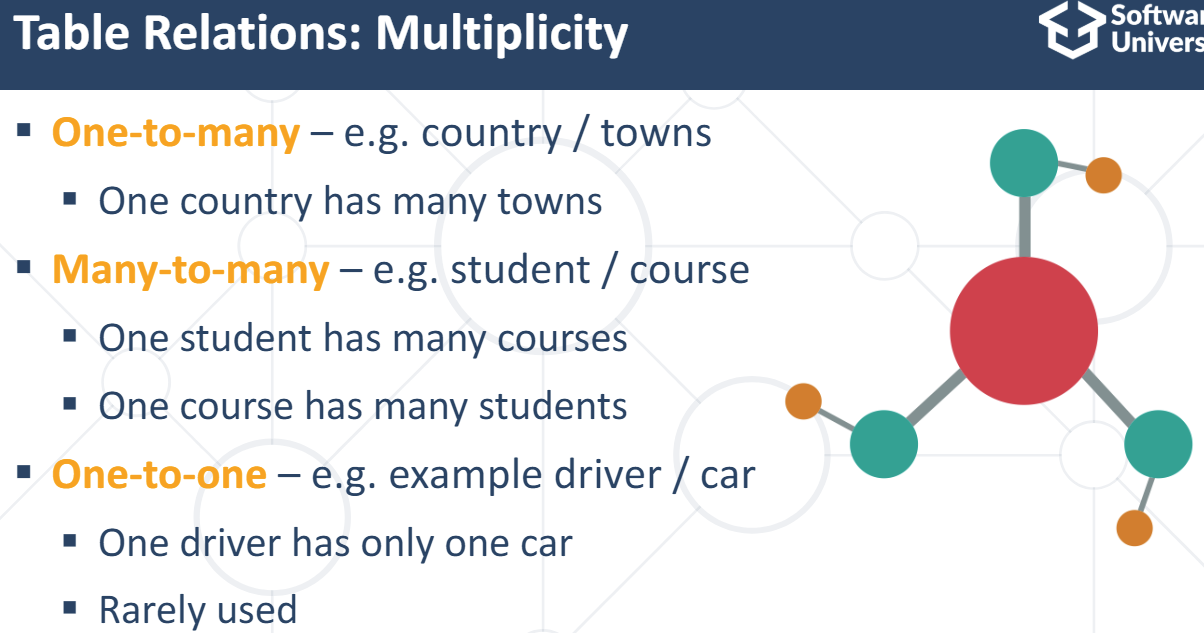 Table Relations: Multiplicity
Softwar
Univers
▪ One-to-many – e.g. country / towns
▪ One country has many towns
▪ Many-to-many – e.g. student / course
▪ One student has many courses
▪ One course has many students
▪ One-to-one – e.g. example driver / car
▪ One driver has only one car
▪ Rarely used